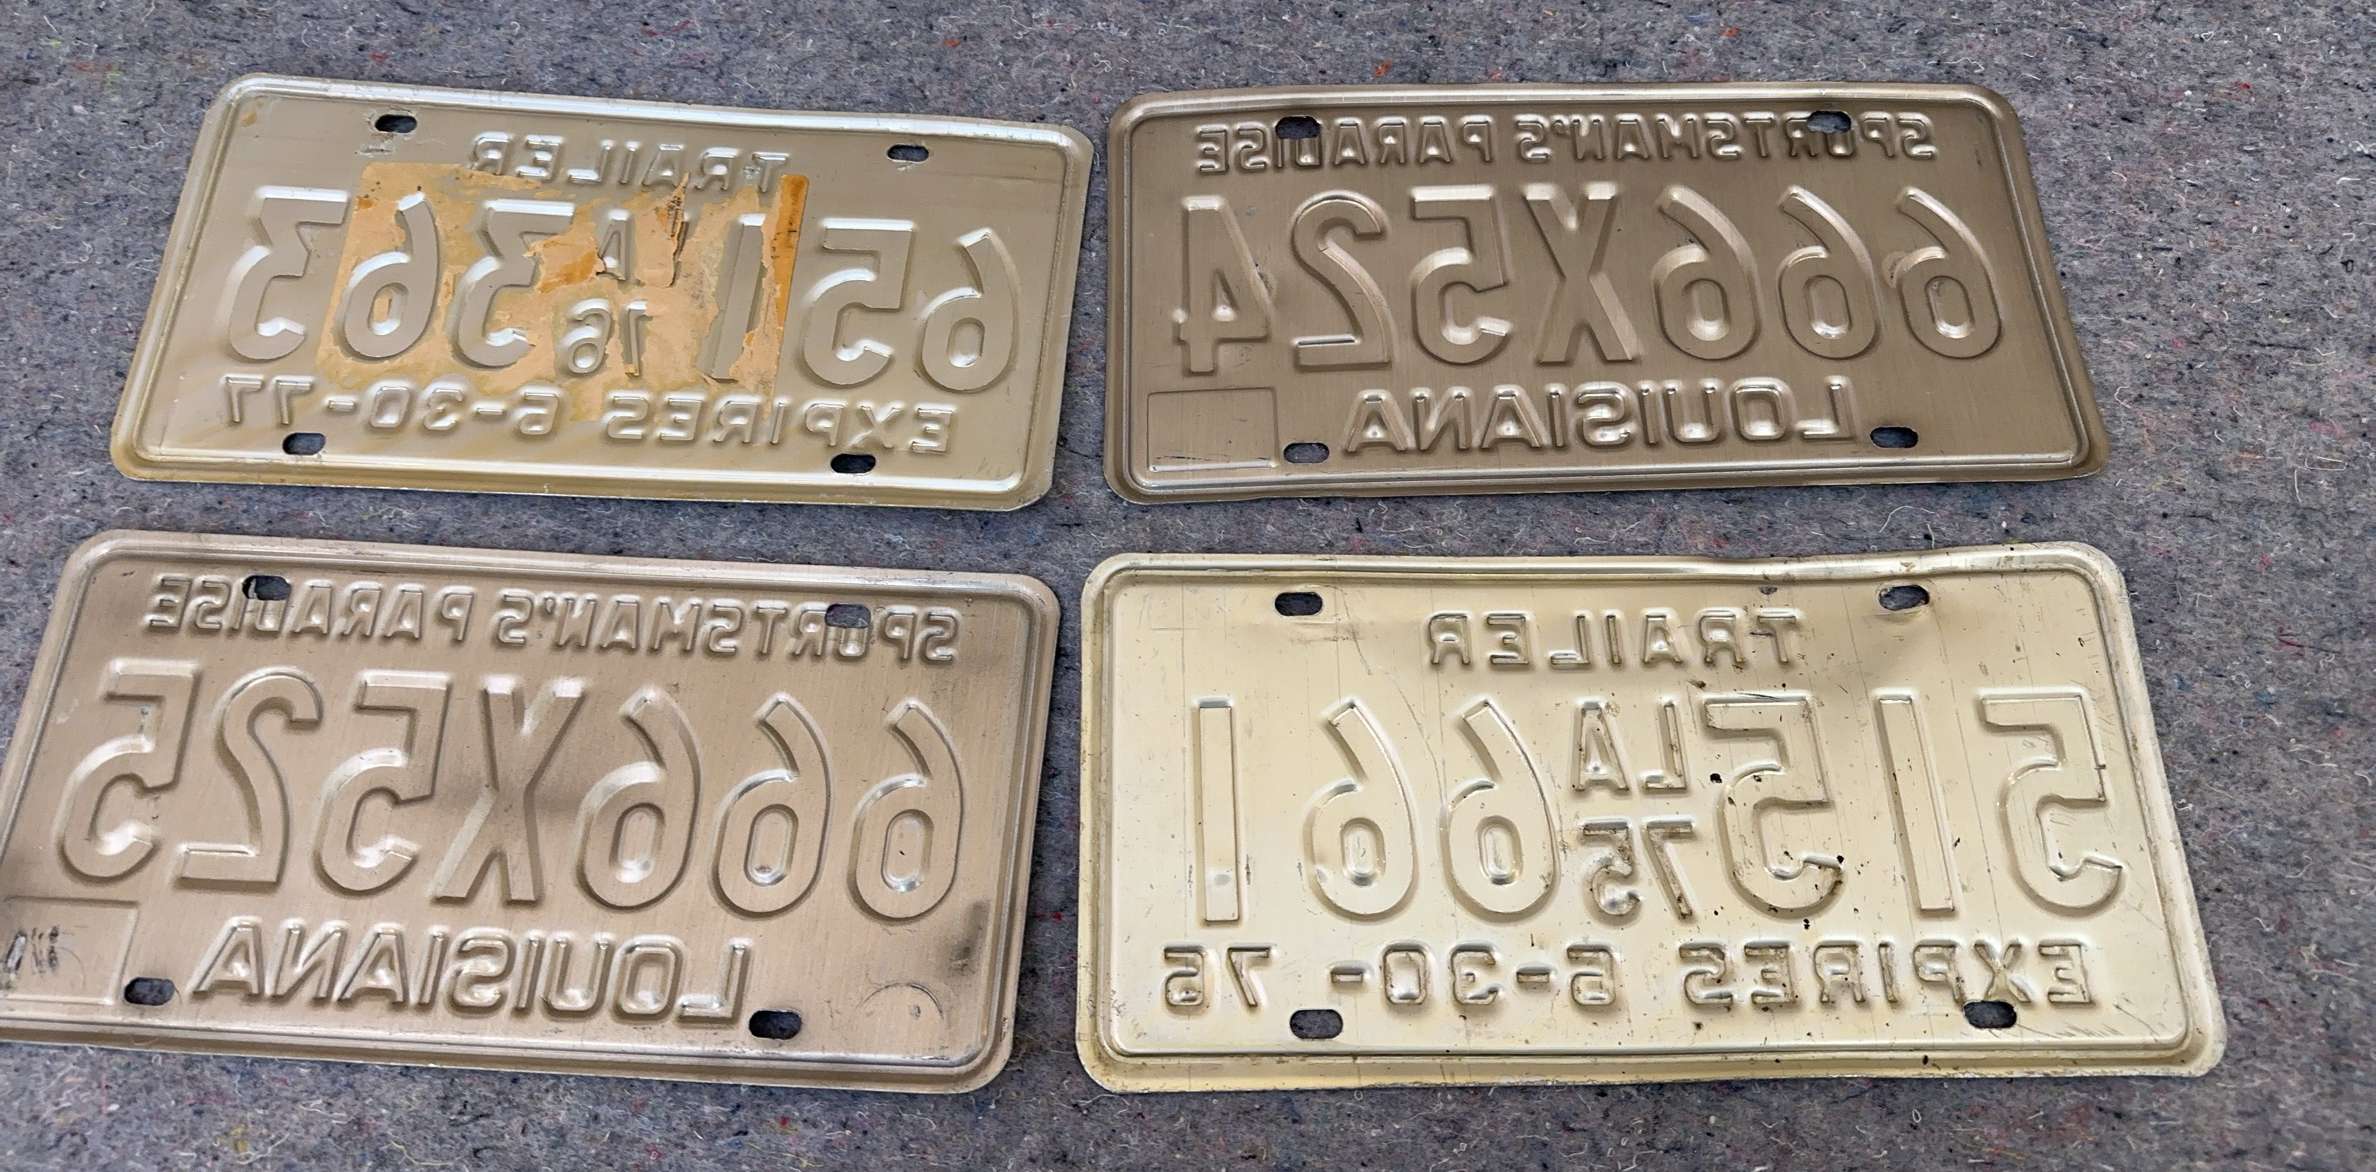 TRAILER
651 LA 363
76
EXPIRES 6-30-77
SPORTSMAN'S PARADISE
666X524
LOUISIANA
SPORTSMAN'S PARADISE
666X525
LOUISIANA
TRAILER
515 LA 661
75
EXPIRES 6-30-76